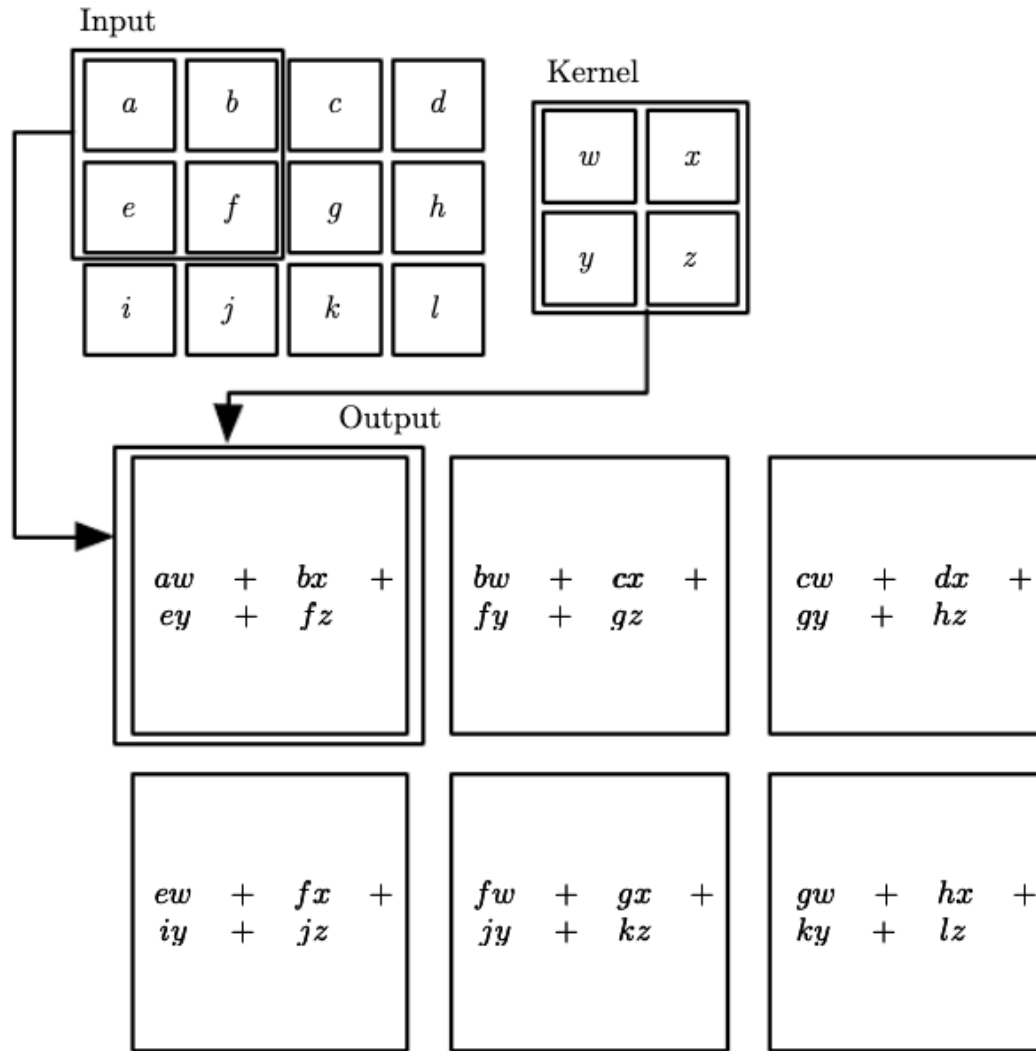 Input
Kernel
a b c d
w x
e f g h
y z
i j k l
Output
aw + bx + bw + cx + cw + dx +
ey + fz fy + gz gy + hz
ew + fx + fw + gx + gw + hx +
iy + jz jy + kz ky + lz